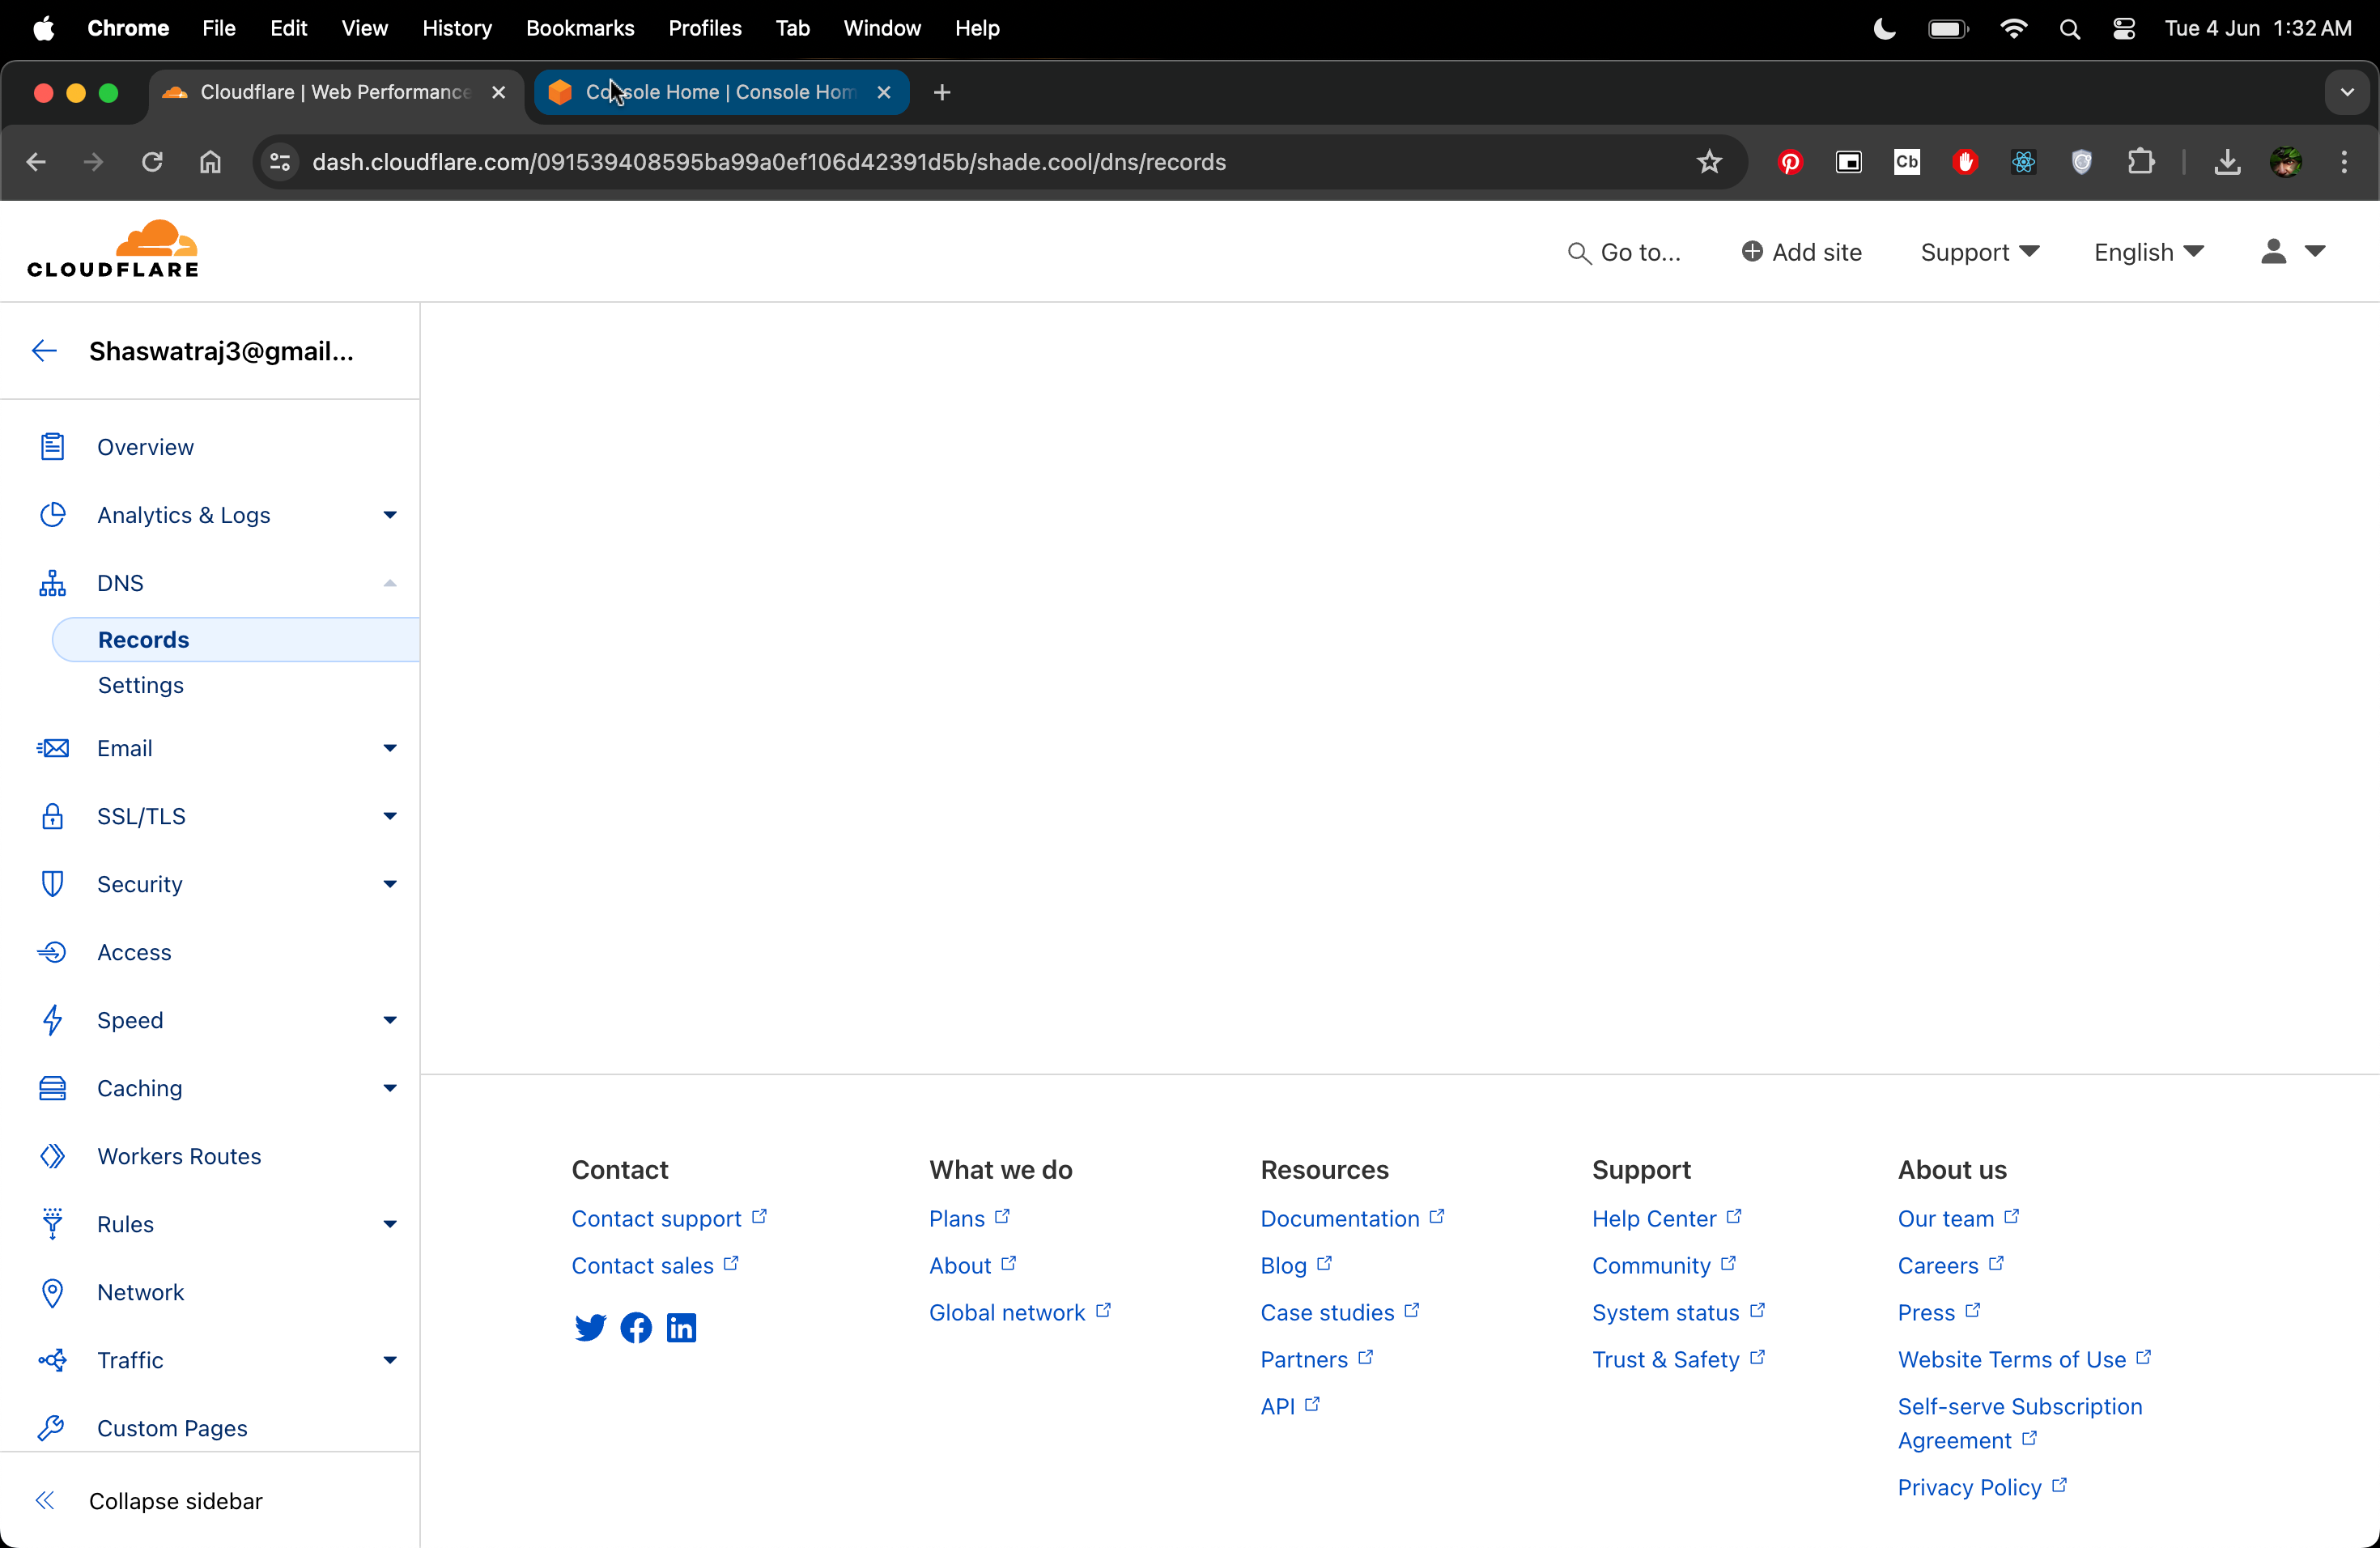 Chrome File Edit View History Bookmarks Profiles Tab Window Help Tue 4 Jun 1:32 AM
Cloudflare | Web Performance Console Home | Console Hom
dash.cloudflare.com/091539408595ba99a0ef106d42391d5b/shade.cool/dns/records Cb
CLOUDFLARE
Go to... Add site Support English
Shaswatraj3@gmail...
Overview
Analytics & Logs
DNS
Records
Settings
Email
SSL/TLS
Security
Access
Speed
Caching
Workers Routes
Rules
Network
Traffic
Custom Pages
Collapse sidebar
Contact
Contact support
Contact sales
What we do
Plans
About
Global network
Resources
Documentation
Blog
Case studies
Partners
API
Support
Help Center
Community
System status
Trust & Safety
About us
Our team
Careers
Press
Website Terms of Use
Self-serve Subscription
Agreement
Privacy Policy